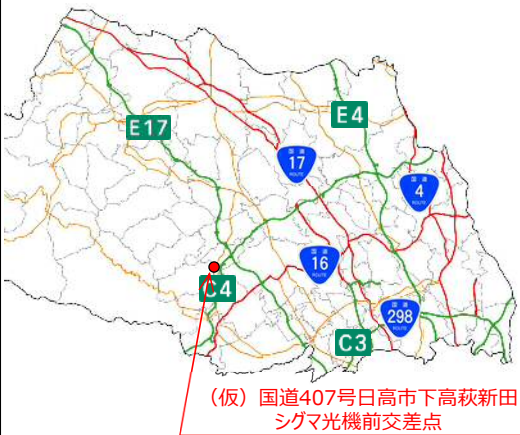 E17
E4
国道
17
ROUTE
国道
4
ROUTE
国道
16
ROUTE
C4
国道
298
ROUTE
C3
（仮）国道407号日高市下高萩新田
シグマ光機前交差点